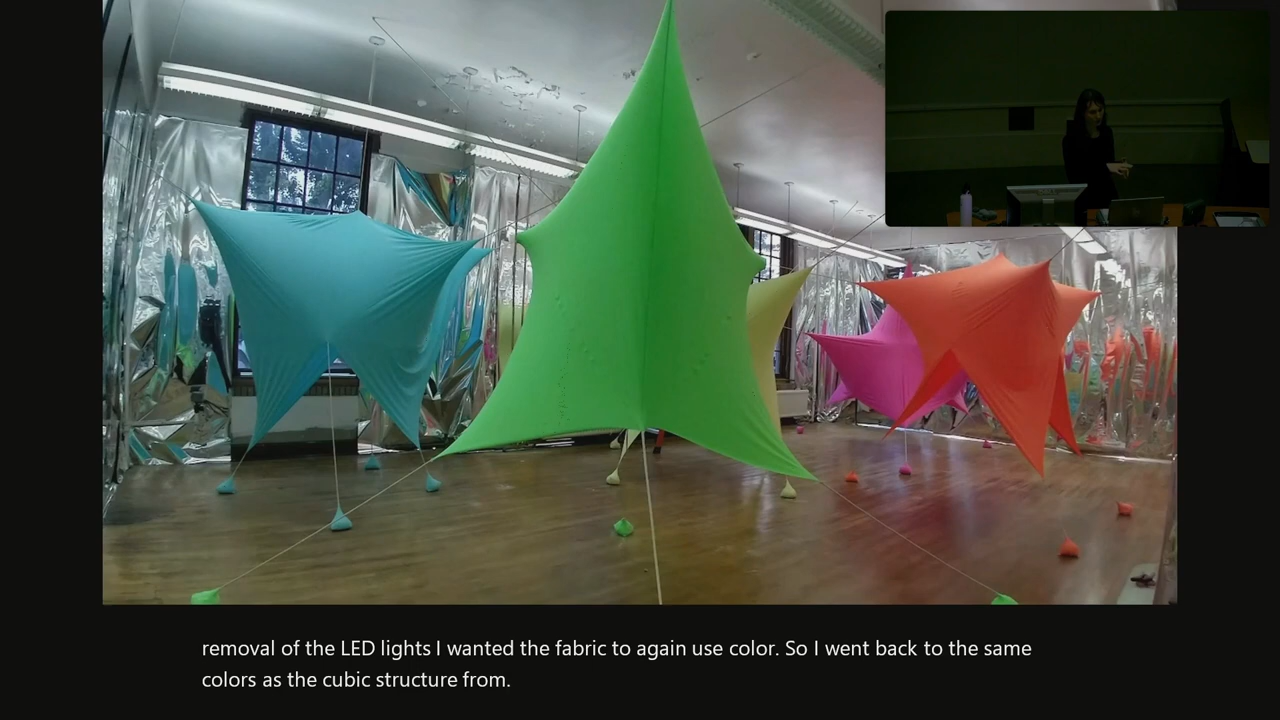 removal of the LED lights I wanted the fabric to again use color. So I went back to the same
colors as the cubic structure from.